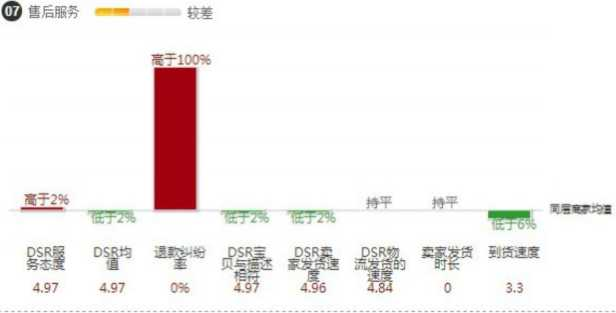 07 售后服务 较差
高于100%
高于2%
低于2%
低于2%
低于2%
持平
持平
低于6%
同层商家均值
DSR服务态度
DSR均值
退款纠纷率
DSR宝贝与描述相符
DSR卖家发货速度
DSR物流发货的速度
卖家发货时长
到货速度
4.97 4.97 0% 4.97 4.96 4.84 0 3.3